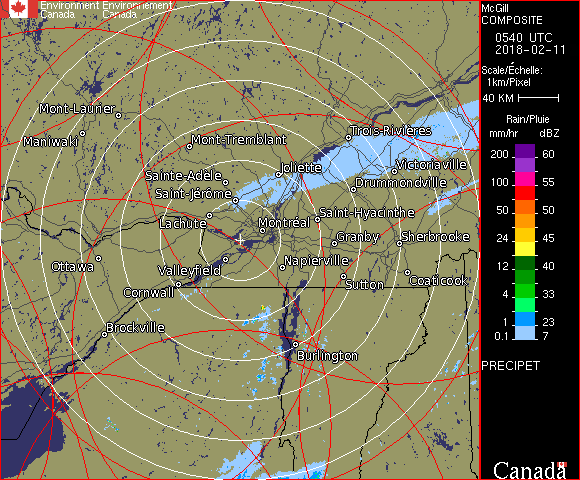 Environment Environnement
Canada Canada
McGill
COMPOSITE
0540 UTC
2018-02-11
Scale/Échelle:
1km/Pixel
40 KM
Rain/Pluie
mm/hr dBZ
200 60
100 55
50 50
24 45
12 40
4 33
1 23
0.1 7
PRECIPET
Canada
Mont-Laurier
Maniwaki
Mont-Tremblant
Trois-Rivières
Joliette
Victoriaville
Sainte-Adèle
Drummondville
Saint-Jérôme
Lachute
Montréal
Saint-Hyacinthe
Granby
Sherbrooke
Ottawa
Valleyfield
Napierville
Cornwall
Sutton
Coaticook
Brockville
Burlington